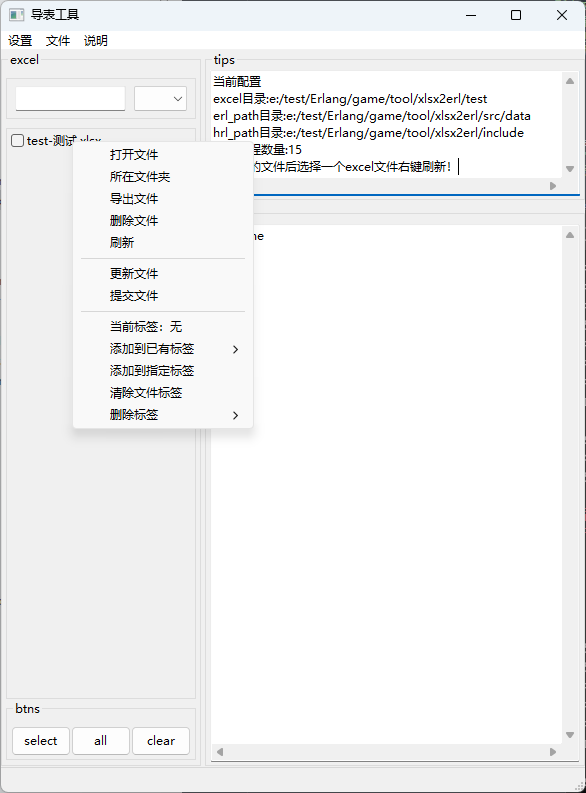 导表工具
设置 文件 说明
excel
test-测试.xlsx
打开文件
所在文件夹
导出文件
删除文件
刷新
更新文件
提交文件
当前标签：无
添加到已有标签
添加到指定标签
清除文件标签
删除标签
btns
select all clear
tips
当前配置
excel目录:e:/test/Erlang/game/tool/xlsx2erl/test
erl_path目录:e:/test/Erlang/game/tool/xlsx2erl/src/data
hrl_path目录:e:/test/Erlang/game/tool/xlsx2erl/include
程数量:15
的文件后选择一个excel文件右键刷新！
ne